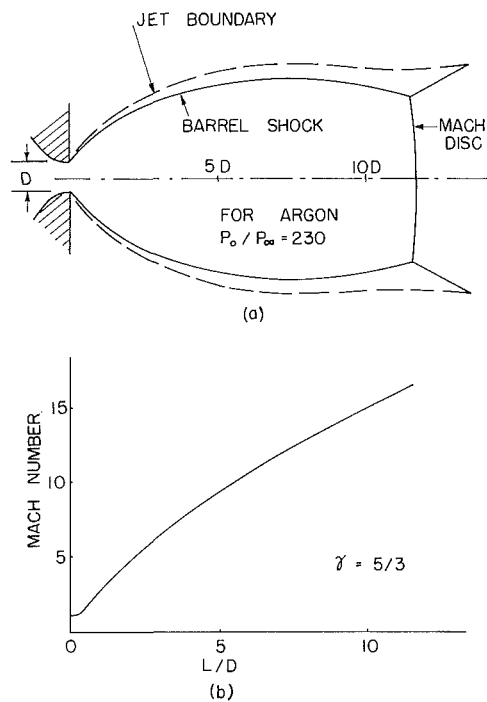 JET BOUNDARY
BARREL SHOCK
MACH
DISC
D
5D
10D
FOR ARGON
P₀ / P∞ = 230
(a)
MACH NUMBER
15
10
5
γ = 5/3
0
5
10
L/D
(b)